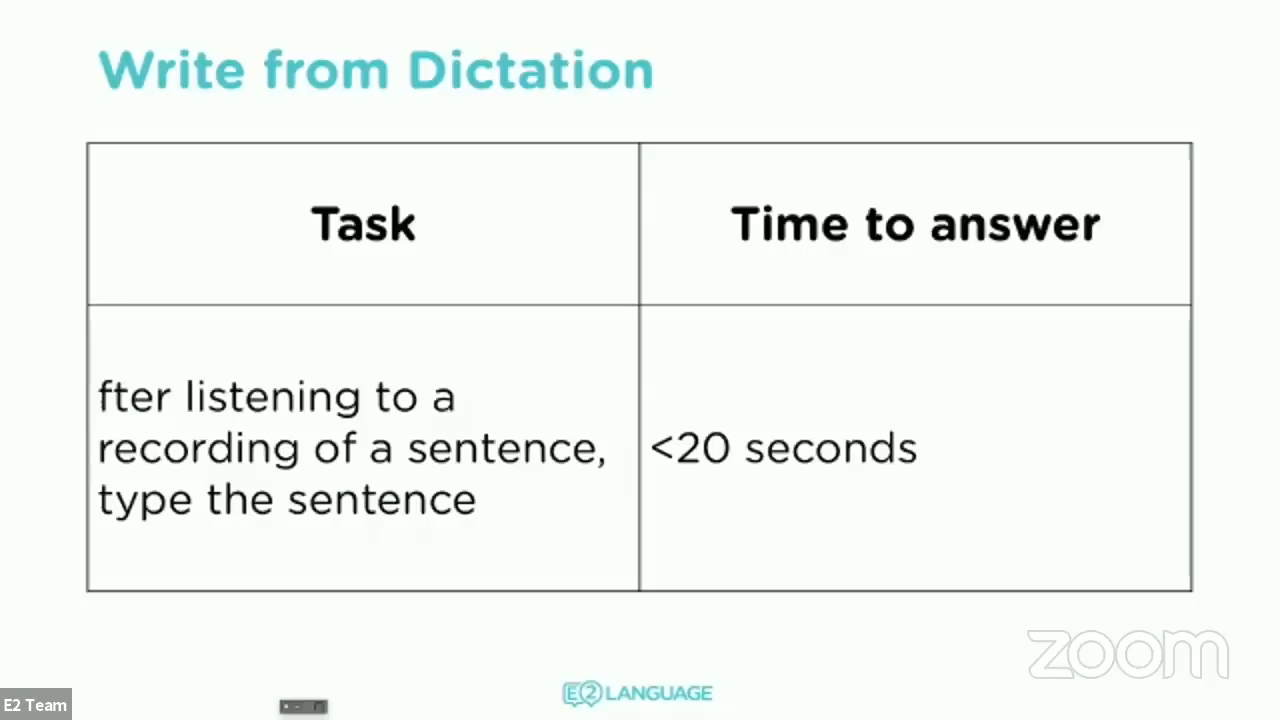 Write from Dictation
Task
Time to answer
fter listening to a
recording of a sentence,
type the sentence
<20 seconds
zoom
E2 LANGUAGE
E2 Team